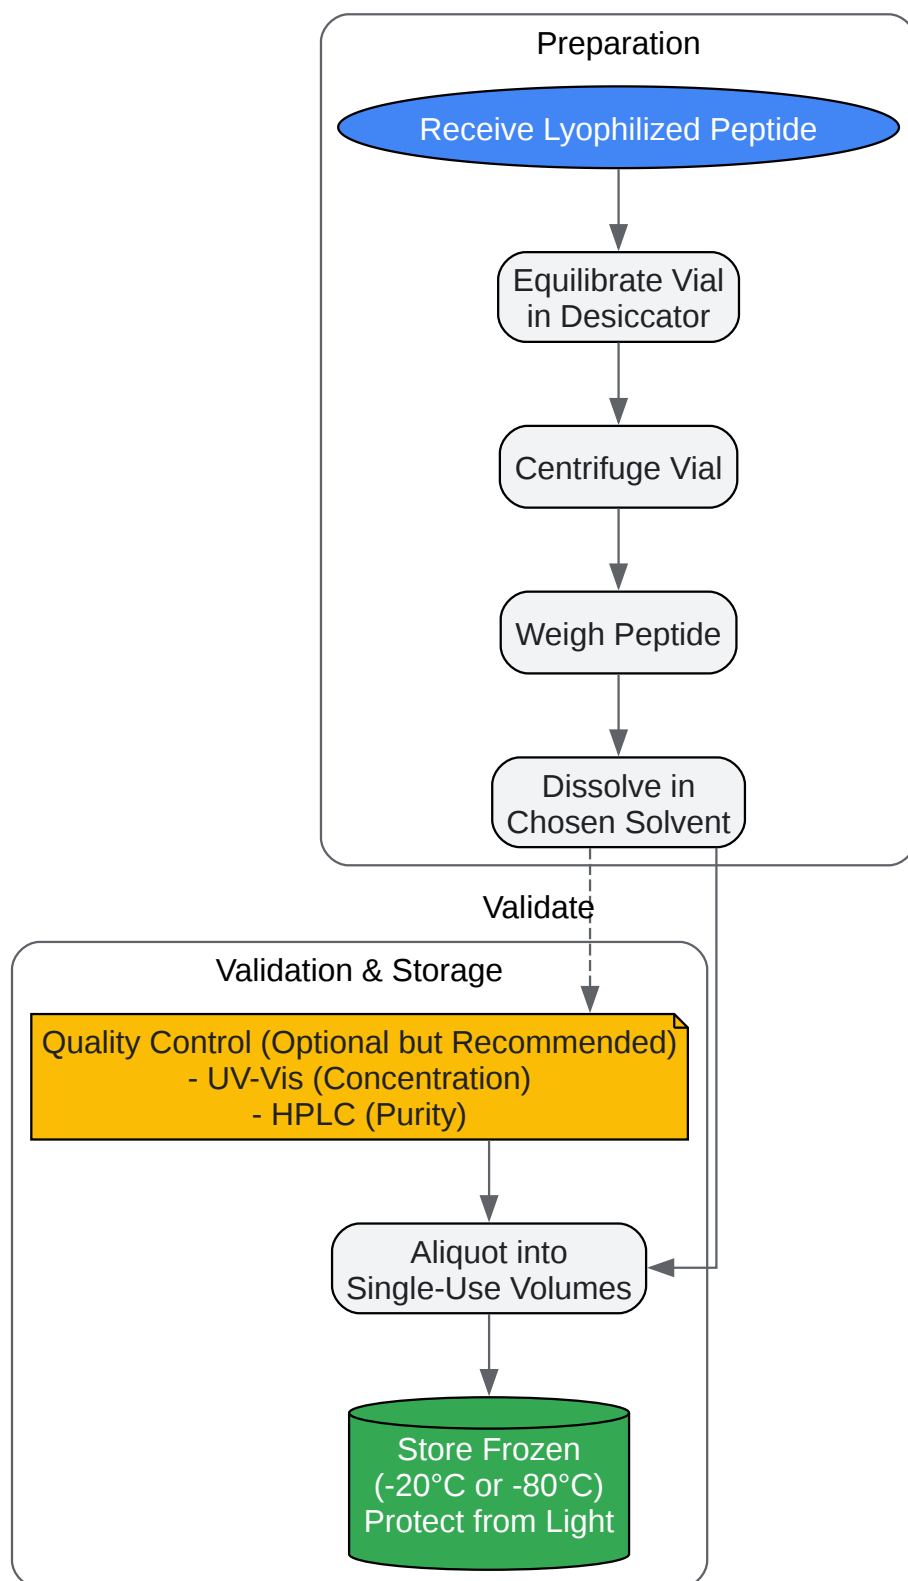 Preparation
Receive Lyophilized Peptide
Equilibrate Vial
in Desiccator
Centrifuge Vial
Weigh Peptide
Dissolve in
Chosen Solvent
Validate
Validation & Storage
Quality Control (Optional but Recommended)
- UV-Vis (Concentration)
- HPLC (Purity)
Aliquot into
Single-Use Volumes
Store Frozen
(-20°C or -80°C)
Protect from Light